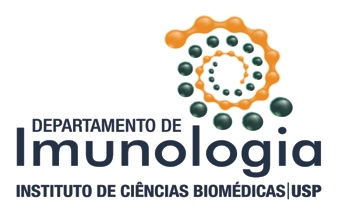 DEPARTAMENTO DE
Imunologia
INSTITUTO DE CIÊNCIAS BIOMÉDICAS|USP